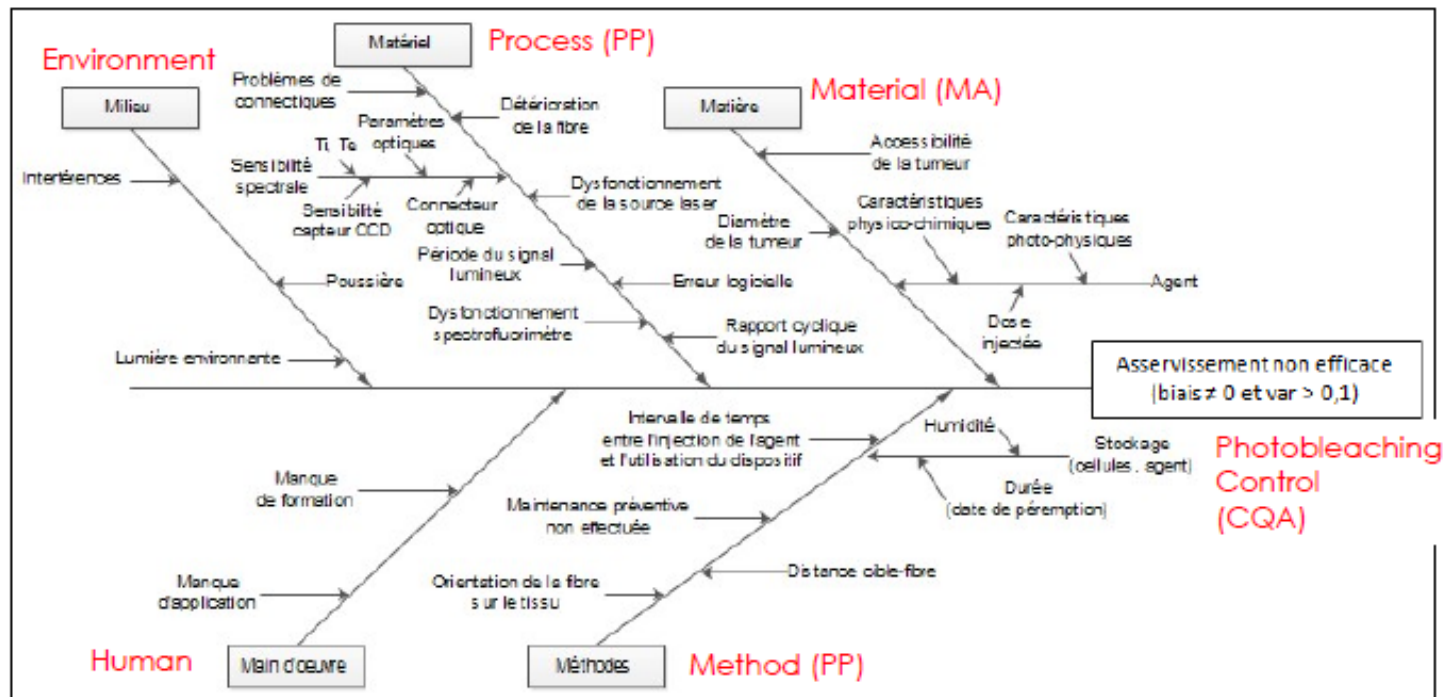 Environment
Milieu
Interférences
Poussière
Lumière environnante
Matériel
Process (PP)
Problèmes de
connectiques
Détérioration
de la fibre
Ti, Te
Paramètres
optiques
Sensibilité
spectrale
Sensibilité
capteur CCD
Connecteur
optique
Dysfonctionnement
de la source laser
Période du signal
lumineux
Erreur logicielle
Dysfonctionnement
spectrofluorimètre
Rapport cyclique
du signal lumineux
Matière
Material (MA)
Accessibilité
de la tumeur
Diamètre
de la tumeur
Caractéristiques
physico-chimiques
Caractéristiques
photo-physiques
Agent
Dose
injectée
Asservissement non efficace
(biais ≠ 0 et var > 0,1)
Photobleaching
Control
(CQA)
Manque
de formation
Manque
d'application
Human
Main d'œuvre
Intervalle de temps
entre l'injection de l'agent
et l'utilisation du dispositif
Humidité
Stockage
(cellules, agent)
Durée
(date de péremption)
Maintenance préventive
non effectuée
Distance cible-fibre
Orientation de la fibre
sur le tissu
Méthodes
Method (PP)